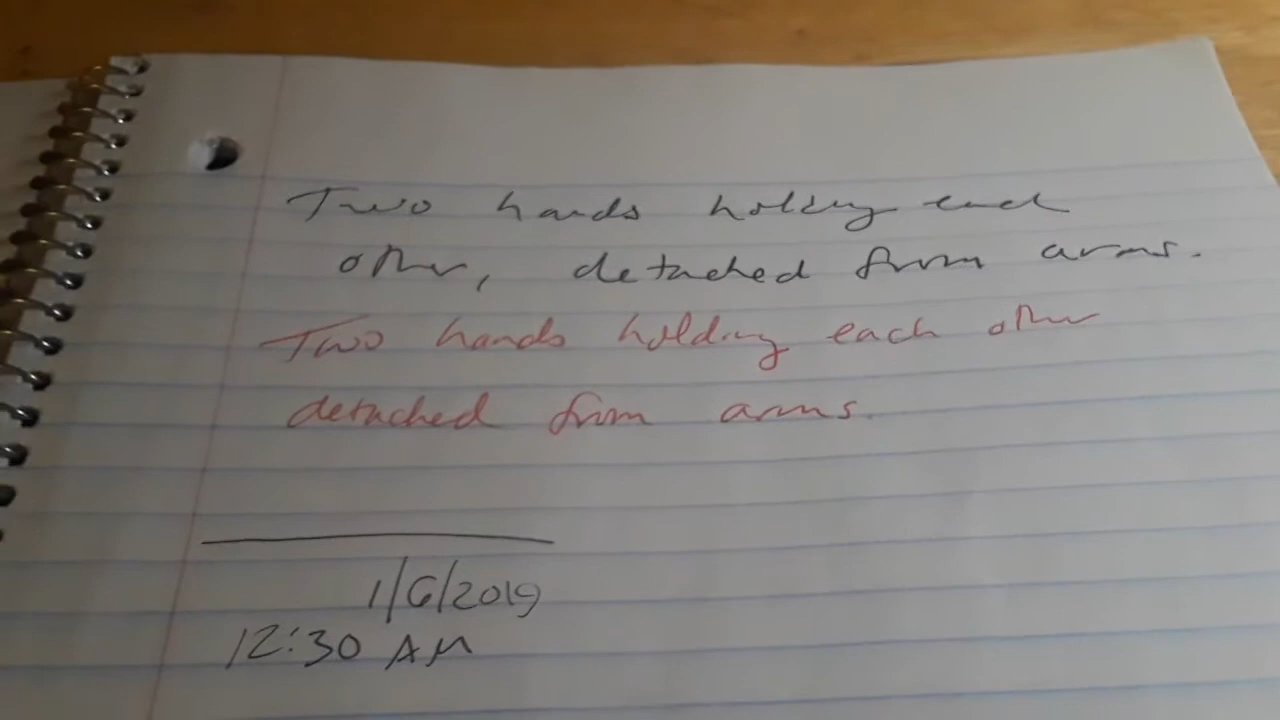 Two hands holding each
other, detached from arms.
Two hands holding each other
detached from arms.
1/6/2019
12:30 AM